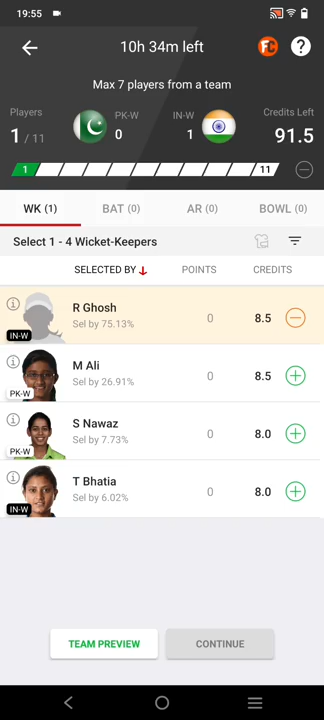 19:55
10h 34m left
FC
?
Max 7 players from a team
Players
PK-W
IN-W
Credits Left
1 / 11
0
1
91.5
1
11
WK (1)
BAT (0)
AR (0)
BOWL (0)
Select 1 - 4 Wicket-Keepers
SELECTED BY
POINTS
CREDITS
R Ghosh
Sel by 75.13%
0
8.5
IN-W
M Ali
Sel by 26.91%
0
8.5
PK-W
S Nawaz
Sel by 7.73%
0
8.0
PK-W
T Bhatia
Sel by 6.02%
0
8.0
IN-W
TEAM PREVIEW
CONTINUE